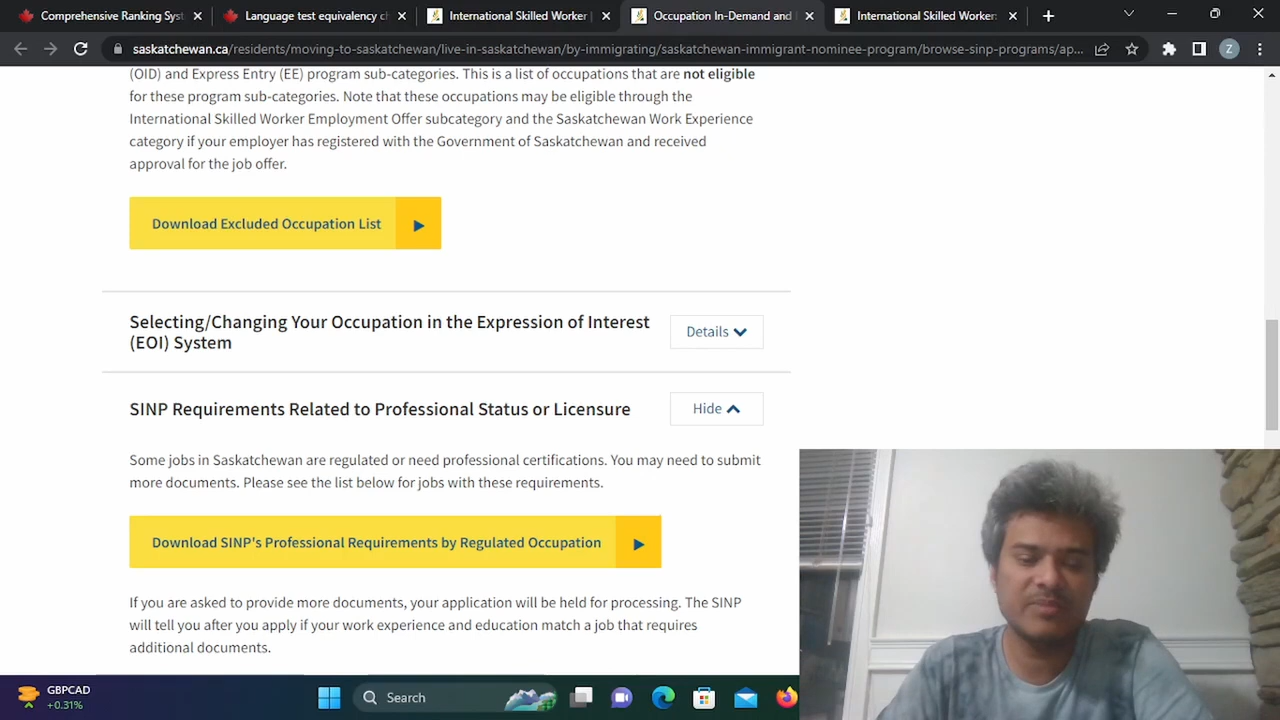 Comprehensive Ranking Syst
Language test equivalency ch
International Skilled Worker |
Occupation In-Demand and E
International Skilled Worker:
saskatchewan.ca/residents/moving-to-saskatchewan/live-in-saskatchewan/by-immigrating/saskatchewan-immigrant-nominee-program/browse-sinp-programs/ap...
Z
(OID) and Express Entry (EE) program sub-categories. This is a list of occupations that are not eligible
for these program sub-categories. Note that these occupations may be eligible through the
International Skilled Worker Employment Offer subcategory and the Saskatchewan Work Experience
category if your employer has registered with the Government of Saskatchewan and received
approval for the job offer.
Download Excluded Occupation List
Selecting/Changing Your Occupation in the Expression of Interest
(EOI) System
Details
SINP Requirements Related to Professional Status or Licensure
Hide
Some jobs in Saskatchewan are regulated or need professional certifications. You may need to submit
more documents. Please see the list below for jobs with these requirements.
Download SINP's Professional Requirements by Regulated Occupation
If you are asked to provide more documents, your application will be held for processing. The SINP
will tell you after you apply if your work experience and education match a job that requires
additional documents.
GBPCAD
+0.31%
Search